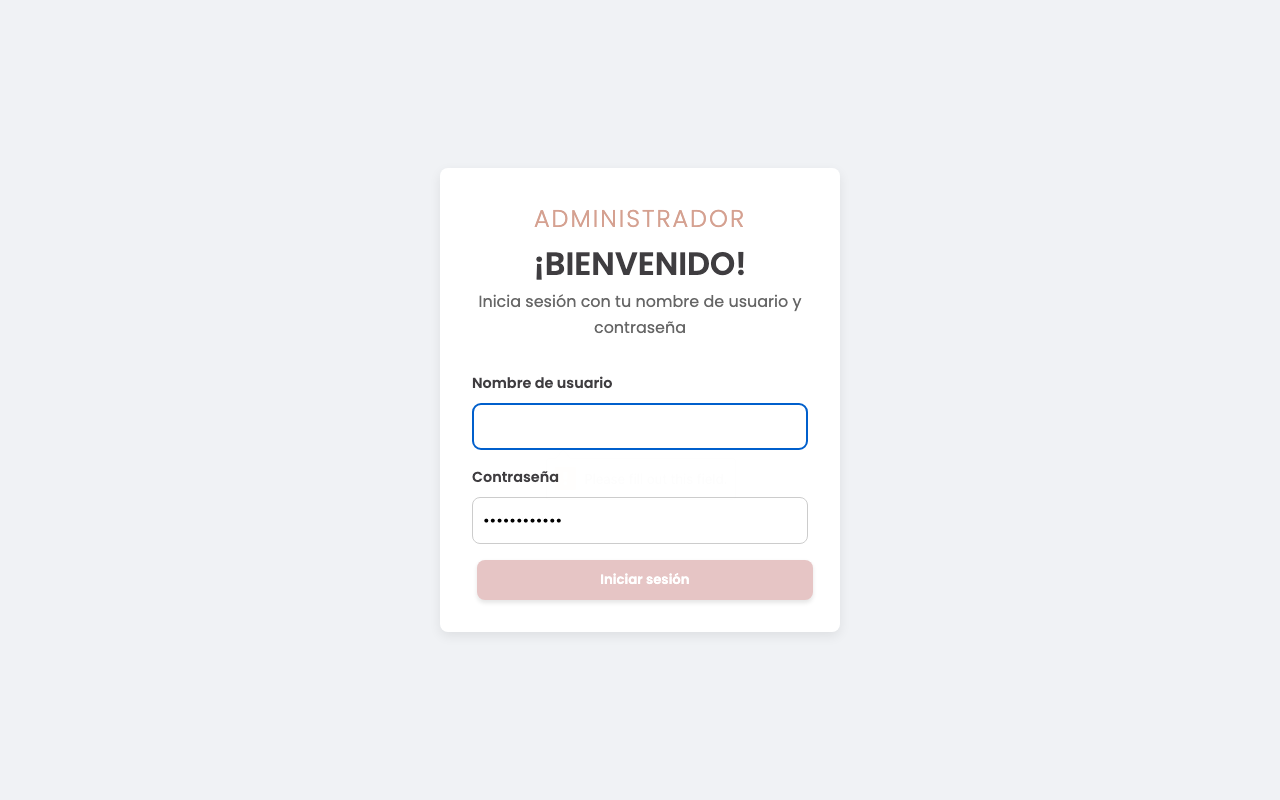 ADMINISTRADOR
¡BIENVENIDO!
Inicia sesión con tu nombre de usuario y
contraseña
Nombre de usuario
Contraseña
••••••••••••
Iniciar sesión